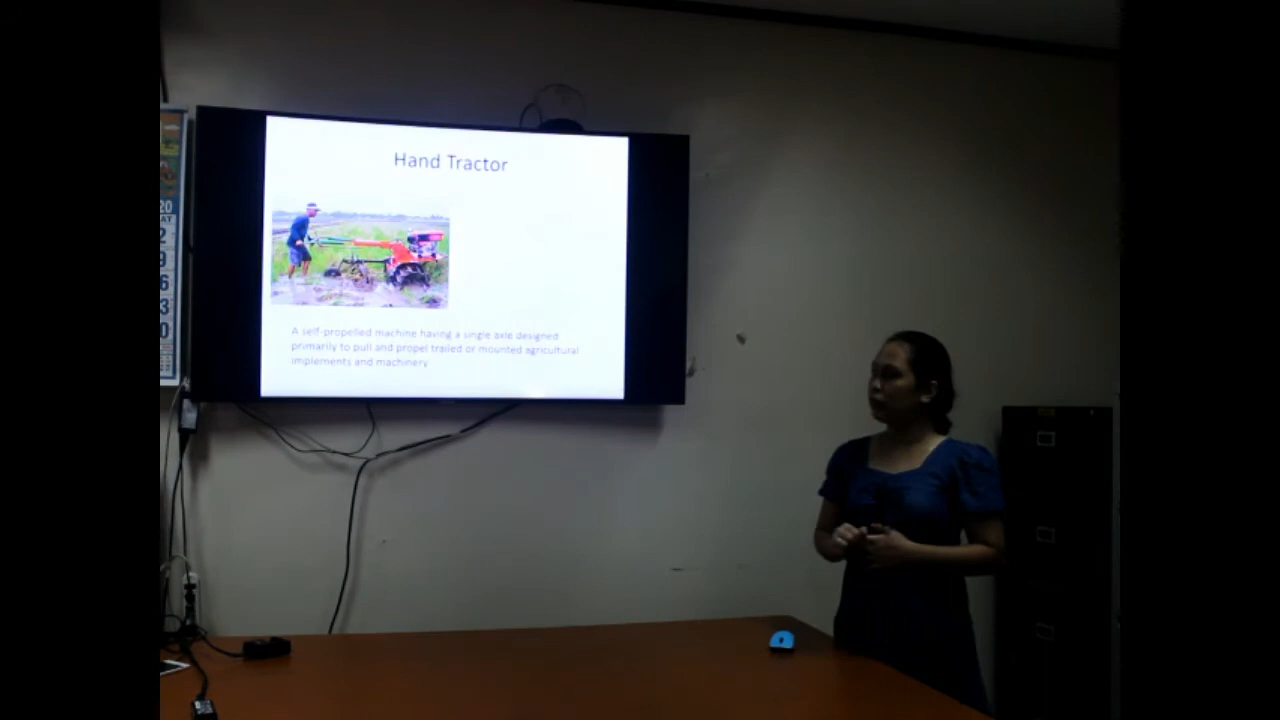 Hand Tractor
A self-propelled machine having a single axle designed
primarily to pull and propel trailed or mounted agricultural
implements and machinery
20